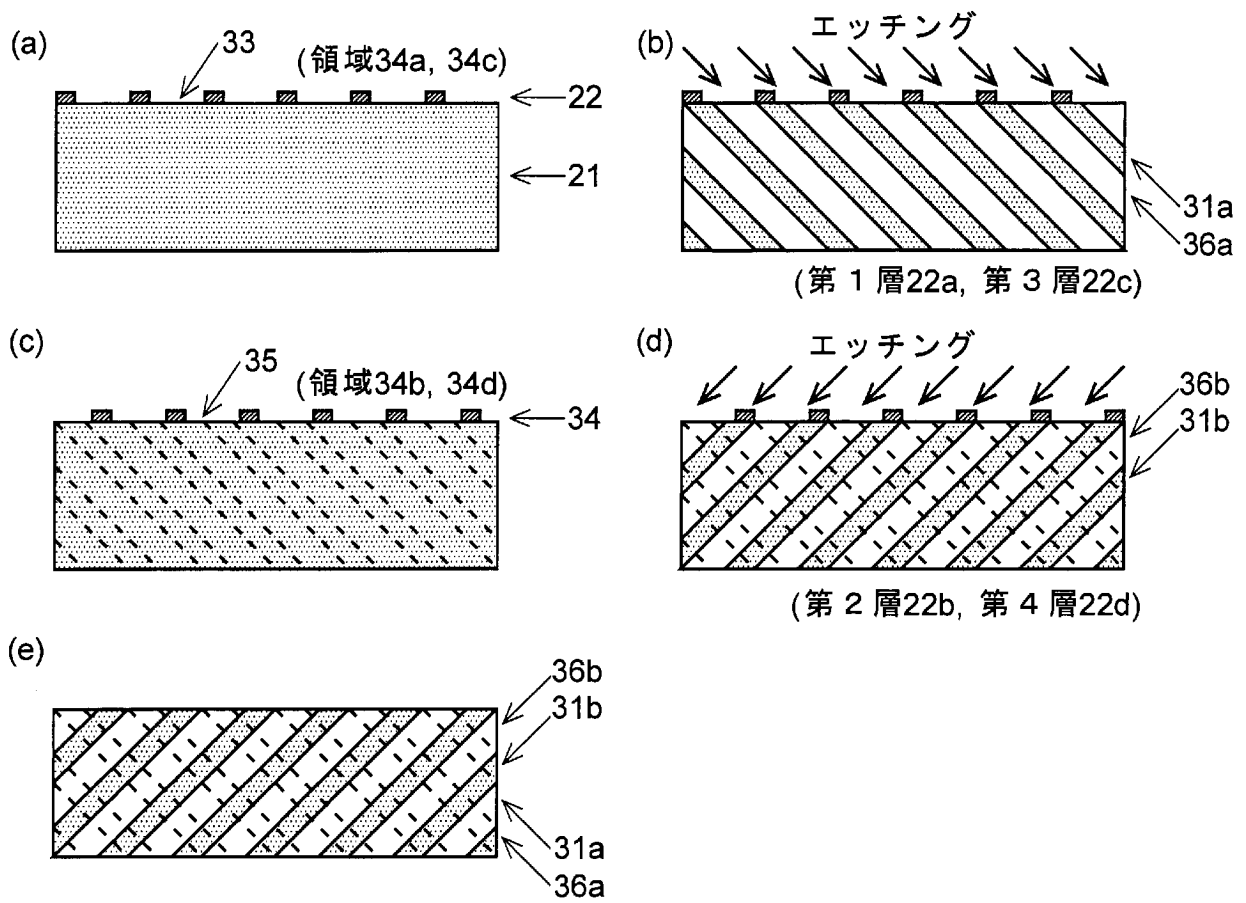 (a)
33
(領域34a, 34c)
22
21
(b)
エッチング
31a
36a
(第1層22a, 第3層22c)
(c)
35
(領域34b, 34d)
34
(d)
エッチング
36b
31b
(第2層22b, 第4層22d)
(e)
36b
31b
31a
36a